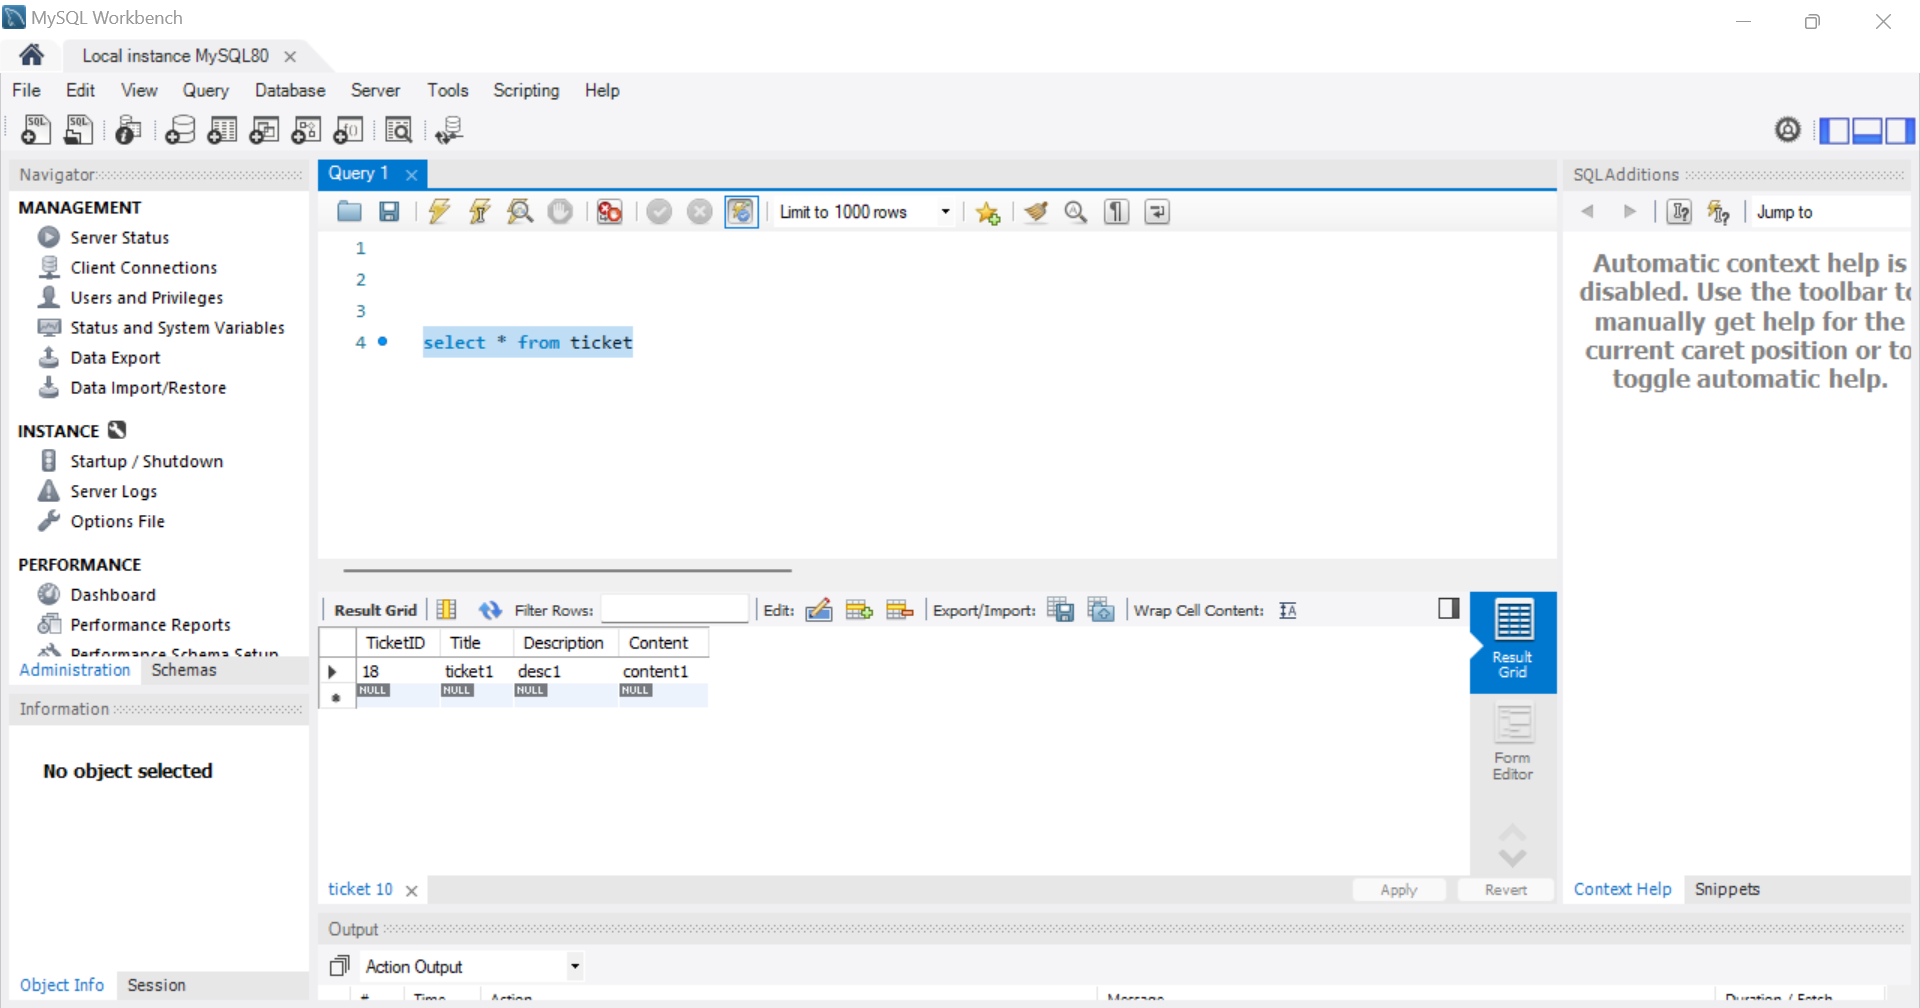 MySQL Workbench
Local instance MySQL80
File Edit View Query Database Server Tools Scripting Help
Navigator
MANAGEMENT
Server Status
Client Connections
Users and Privileges
Status and System Variables
Data Export
Data Import/Restore
INSTANCE
Startup / Shutdown
Server Logs
Options File
PERFORMANCE
Dashboard
Performance Reports
Performance Schema Setup
Administration Schemas
Information
No object selected
Object Info Session
Query 1
Limit to 1000 rows
1
2
3
4 select * from ticket
Result Grid Filter Rows: Edit: Export/Import: Wrap Cell Content:
TicketID Title Description Content
18 ticket1 desc1 content1
NULL NULL NULL NULL
Result Grid
Form Editor
ticket 10 Apply Revert
Output
Action Output
# Time Action Message Duration / Fetch
SQLAdditions
Jump to
Automatic context help is
disabled. Use the toolbar to
manually get help for the
current caret position or to
toggle automatic help.
Context Help Snippets